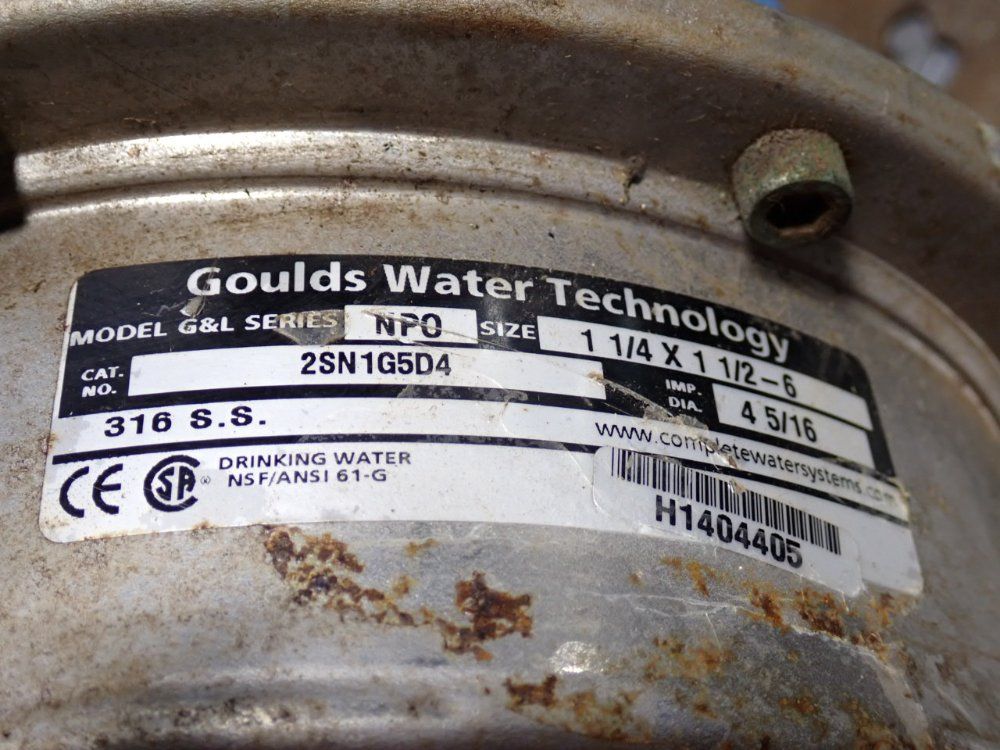 Goulds Water Technology
MODEL G&L SERIES NPO SIZE 1 1/4 X 1 1/2-6
CAT. NO. 2SN1G5D4 IMP. DIA. 4 5/16
316 S.S. www.completewatersystems.com
CE SA® DRINKING WATER
NSF/ANSI 61-G
H1404405